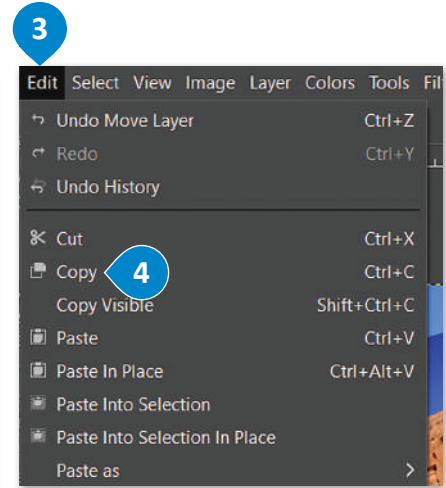 3
Edit Select View Image Layer Colors Tools
Undo Move Layer Ctrl+Z
Redo Ctrl+Y
Undo History
Cut Ctrl+X
Copy 4 Ctrl+C
Copy Visible Shift+Ctrl+C
Paste Ctrl+V
Paste In Place Ctrl+Alt+V
Paste Into Selection
Paste Into Selection In Place
Paste as >